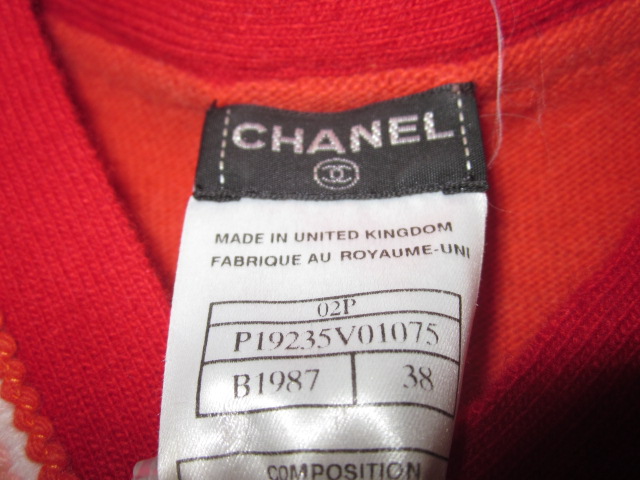 CHANEL
MADE IN UNITED KINGDOM
FABRIQUE AU ROYAUME-UNI
02P
P19235V01075
B1987 38
COMPOSITION